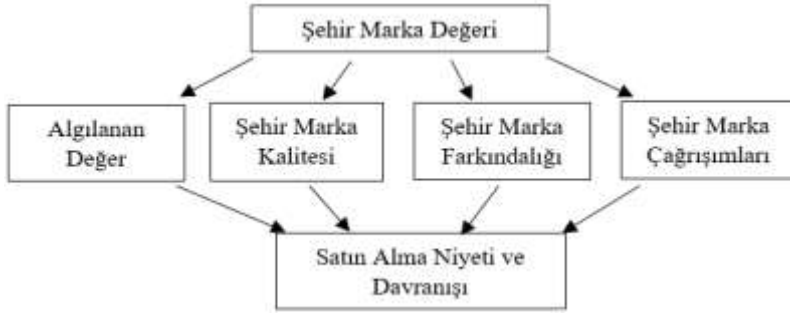 Şehir Marka Değeri
Algılanan
Değer
Şehir Marka
Kalitesi
Şehir Marka
Farkındalığı
Şehir Marka
Çağrışımları
Satın Alma Niyeti ve
Davranışı